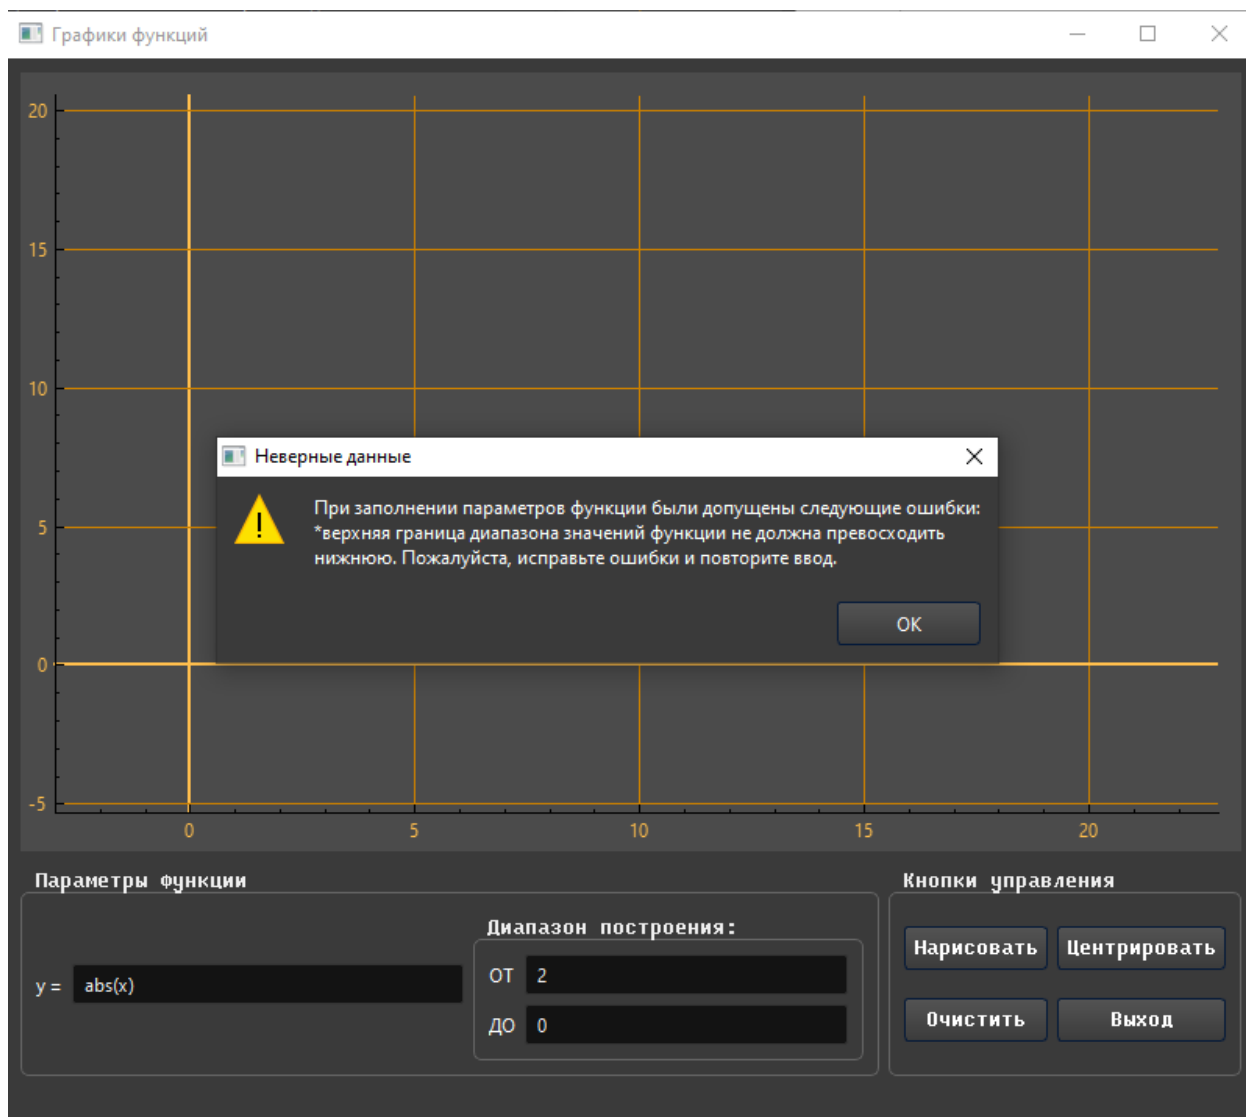 Графики функций
20
15
10
5
0
-5
0 5 10 15 20
Неверные данные
При заполнении параметров функции были допущены следующие ошибки:
*верхняя граница диапазона значений функции не должна превосходить
нижнюю. Пожалуйста, исправьте ошибки и повторите ввод.
OK
Параметры функции
y = abs(x)
Диапазон построения:
ОТ 2
ДО 0
Кнопки управления
Нарисовать Центрировать
Очистить Выход